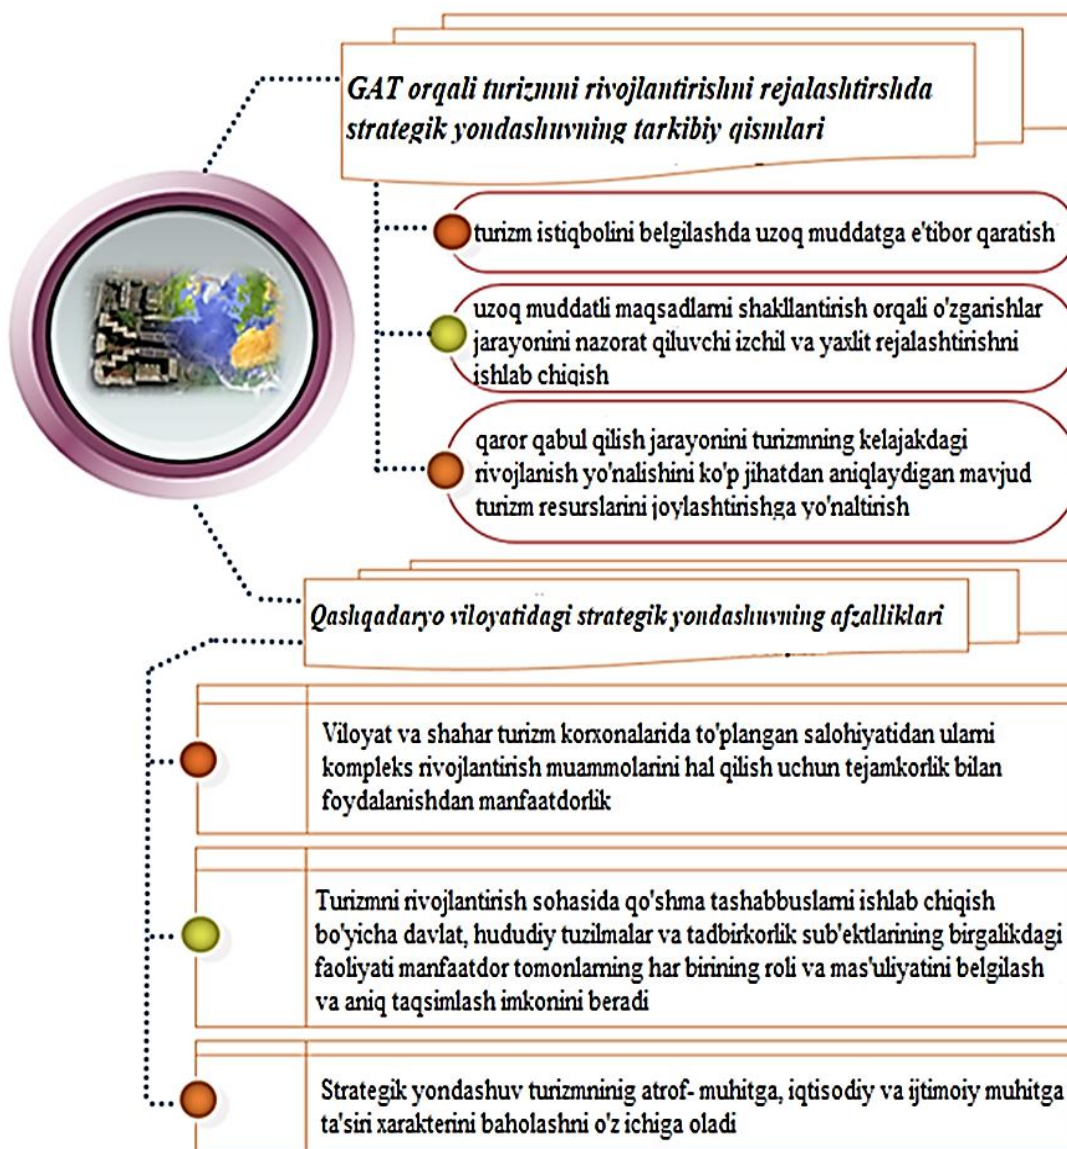 GAT orqali turizmni rivojlantirishni rejalashtirshda
strategik yondashuvning tarkibiy qismlari
turizm istiqbolini belgilashda uzoq muddatga e'tibor qaratish
uzoq muddatli maqsadlarni shakllantirish orqali o'zgarishlar
jarayonini nazorat qiluvchi izchil va yaxlit rejalashtirishni
ishlab chiqish
qaror qabul qilish jarayonini turizmning kelajakdagi
rivojlanish yo'nalishini ko'p jihatdan aniqlaydigan mavjud
turizm resurslarini joylashtirishga yo'naltirish
Qashqadaryo viloyatidagi strategik yondashuvning afzalliklari
Viloyat va shahar turizm korxonalarida to'plangan salohiyatidan ularni
kompleks rivojlantirish muammolarini hal qilish uchun tejamkorlik bilan
foydalanishdan manfaatdorlik
Turizmni rivojlantirish sohasida qo'shma tashabbuslarni ishlab chiqish
bo'yicha davlat, hududiy tuzilmalar va tadbirkorlik sub'ektlarining birgalikdagi
faoliyati manfaatdor tomonlarning har birining roli va mas'uliyatini belgilash
va aniq taqsimlash imkonini beradi
Strategik yondashuv turizmninig atrof- muhitga, iqtisodiy va ijtimoiy muhitga
ta'siri xarakterini baholashni o'z ichiga oladi